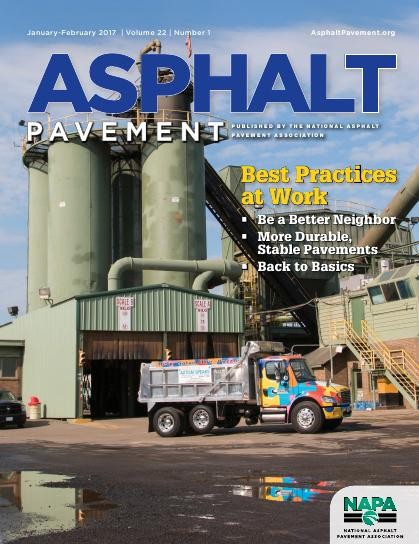 January-February 2017 | Volume 22 | Number 1
AsphaltPavement.org
ASPHALT
PAVEMENT
PUBLISHED BY THE NATIONAL ASPHALT
PAVEMENT ASSOCIATION
Best Practices
at Work
▪ Be a Better Neighbor
▪ More Durable,
Stable Pavements
▪ Back to Basics
SCALE B
SCALE A
AUTISM SPEAKS
NAPA
NATIONAL ASPHALT
PAVEMENT ASSOCIATION